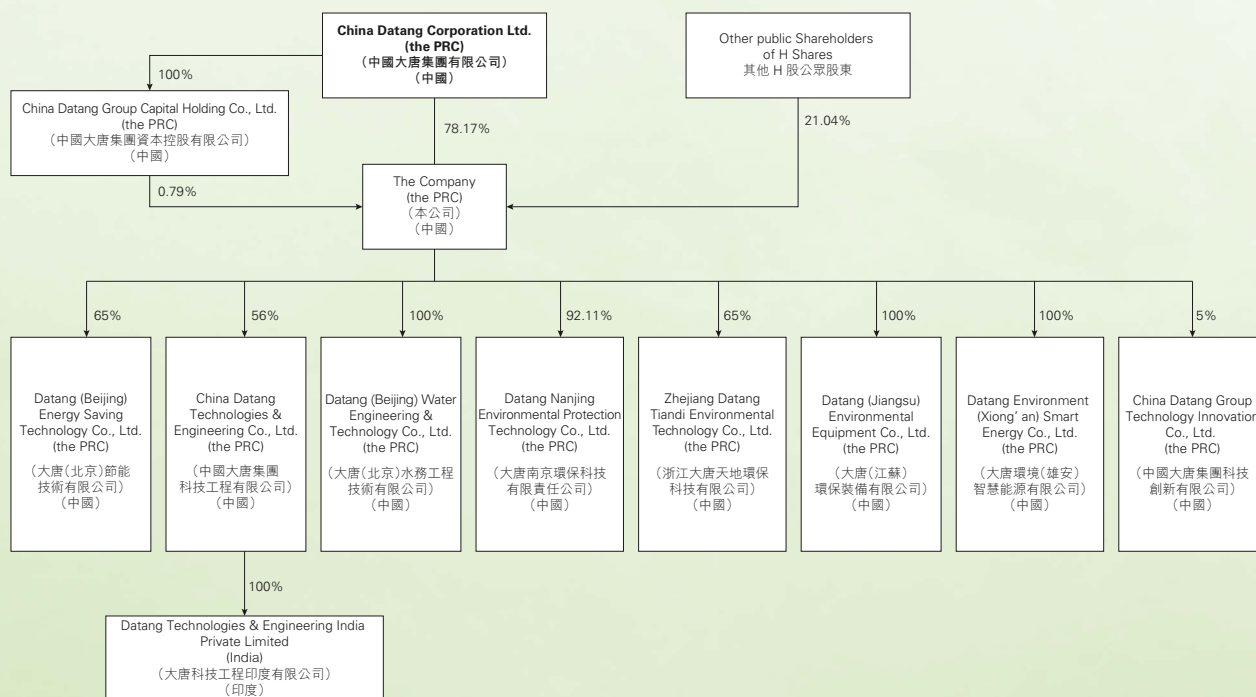 China Datang Corporation Ltd.
(the PRC)
（中國大唐集團有限公司）
（中國）
Other public Shareholders
of H Shares
其他 H 股公眾股東
100%
China Datang Group Capital Holding Co., Ltd.
(the PRC)
（中國大唐集團資本控股有限公司）
（中國）
78.17%
21.04%
0.79%
The Company
(the PRC)
（本公司）
（中國）
65%
56%
100%
92.11%
65%
100%
100%
5%
Datang (Beijing)
Energy Saving
Technology Co., Ltd.
(the PRC)
（大唐（北京）節能
技術有限公司）
（中國）
China Datang
Technologies &
Engineering Co., Ltd.
(the PRC)
（中國大唐集團
科技工程有限公司）
（中國）
Datang (Beijing) Water
Engineering &
Technology Co., Ltd.
(the PRC)
（大唐（北京）水務工程
技術有限公司）
（中國）
Datang Nanjing
Environmental Protection
Technology Co., Ltd.
(the PRC)
（大唐南京環保科技
有限責任公司）
（中國）
Zhejiang Datang
Tiandi Environmental
Technology Co., Ltd.
(the PRC)
（浙江大唐天地環保
科技有限公司）
（中國）
Datang (Jiangsu)
Environmental
Equipment Co., Ltd.
(the PRC)
（大唐（江蘇）
環保裝備有限公司）
（中國）
Datang Environment
(Xiong’ an) Smart
Energy Co., Ltd.
(the PRC)
（大唐環境（雄安）
智慧能源有限公司）
（中國）
China Datang Group
Technology Innovation
Co., Ltd.
(the PRC)
（中國大唐集團科技
創新有限公司）
（中國）
100%
Datang Technologies & Engineering India
Private Limited
(India)
（大唐科技工程印度有限公司）
（印度）